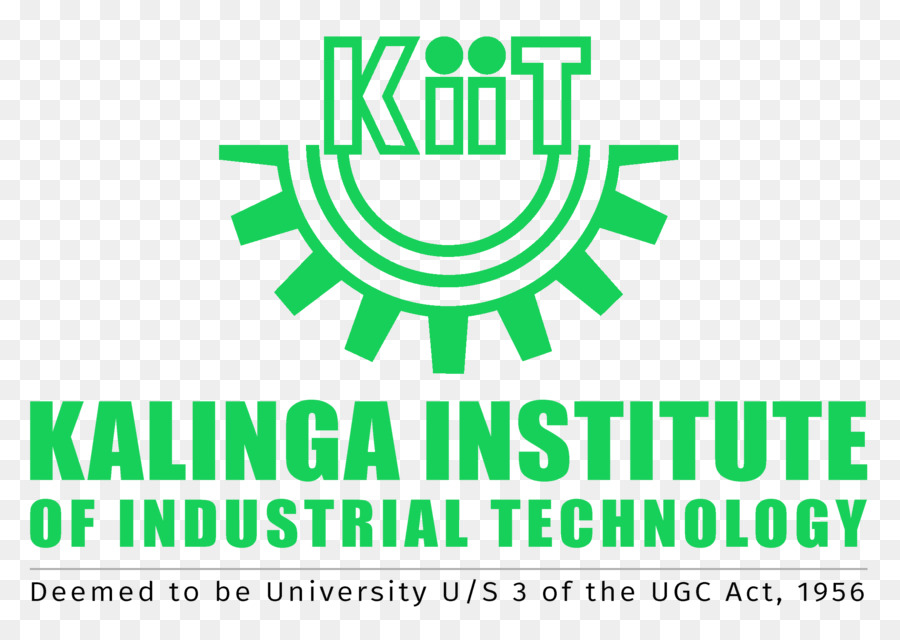 KiiT
KALINGA INSTITUTE
OF INDUSTRIAL TECHNOLOGY
Deemed to be University U/S 3 of the UGC Act, 1956